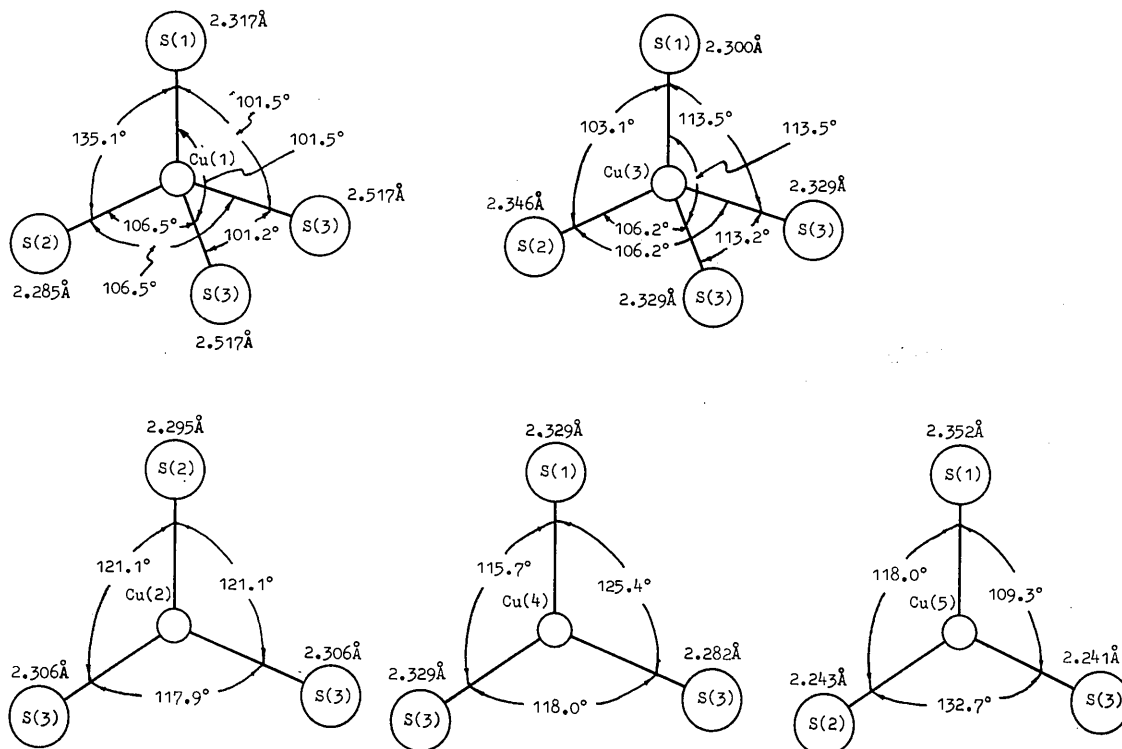 2.317Å
S(1)
135.1°
101.5°
101.5°
Cu(1)
2.517Å
S(3)
S(2)
2.285Å
106.5°
101.2°
106.5°
S(3)
2.517Å
S(1)
2.300Å
103.1°
113.5°
113.5°
Cu(3)
2.329Å
S(3)
2.346Å
S(2)
106.2°
106.2°
113.2°
2.329Å
S(3)
2.295Å
S(2)
121.1°
121.1°
Cu(2)
2.306Å
S(3)
2.306Å
S(3)
117.9°
2.329Å
S(1)
115.7°
125.4°
Cu(4)
2.329Å
S(3)
2.282Å
S(3)
118.0°
2.352Å
S(1)
118.0°
109.3°
Cu(5)
2.243Å
S(2)
2.241Å
S(3)
132.7°